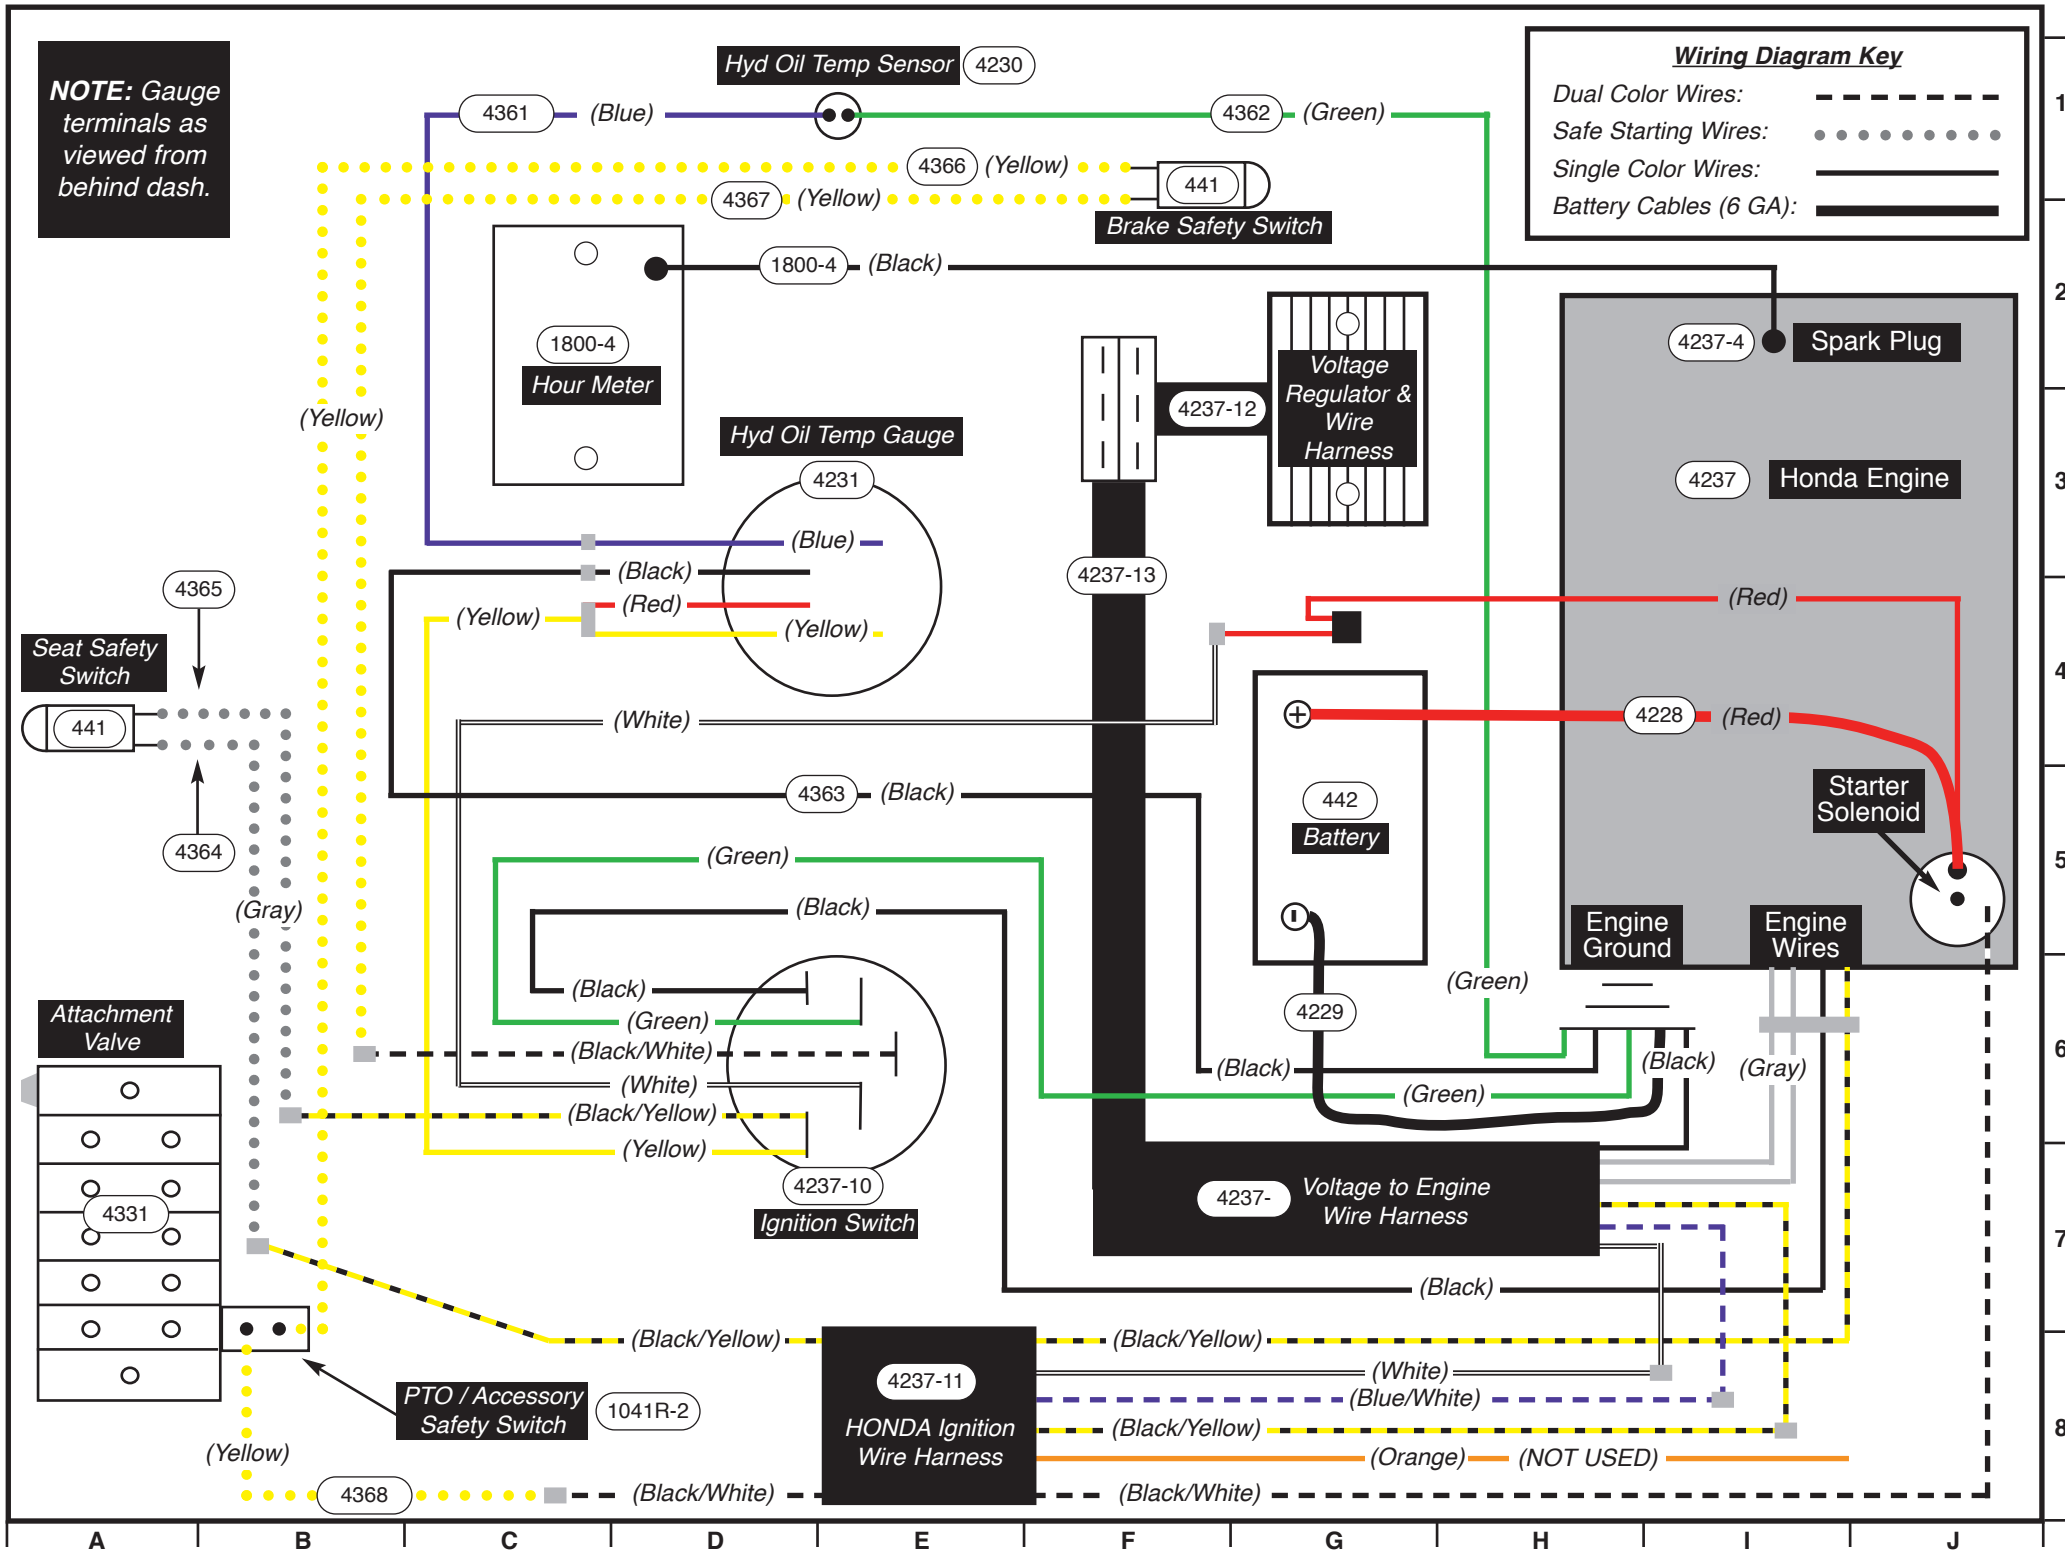 NOTE: Gauge
terminals as
viewed from
behind dash.
Hyd Oil Temp Sensor 4230
Wiring Diagram Key
Dual Color Wires:
Safe Starting Wires:
Single Color Wires:
Battery Cables (6 GA):
1
4361 (Blue)
4362 (Green)
4366 (Yellow)
441
4367 (Yellow)
Brake Safety Switch
1800-4 (Black)
2
1800-4
Hour Meter
4237-4 Spark Plug
Voltage
Regulator &
Wire
Harness
4237-12
(Yellow)
Hyd Oil Temp Gauge
4231
4237 Honda Engine
3
(Blue)
(Black)
4237-13
4365
(Red)
(Red)
(Yellow)
(Yellow)
Seat Safety
Switch
4
441
(White)
4228 (Red)
4363 (Black)
442
Battery
Starter
Solenoid
4364
(Green)
5
(Gray)
(Black)
Engine
Ground
Engine
Wires
(Black)
(Green)
4229
Attachment
Valve
(Green)
(Black/White)
6
(Black)
(Black)
(Gray)
(White)
(Green)
(Black/Yellow)
(Yellow)
4237-10
Ignition Switch
4237-
Voltage to Engine
Wire Harness
4331
7
(Black)
(Black/Yellow)
(Black/Yellow)
(White)
4237-11
HONDA Ignition
Wire Harness
PTO / Accessory
Safety Switch
1041R-2
(Blue/White)
(Black/Yellow)
8
(Yellow)
(Orange) (NOT USED)
4368
(Black/White)
(Black/White)
A B C D E F G H I J